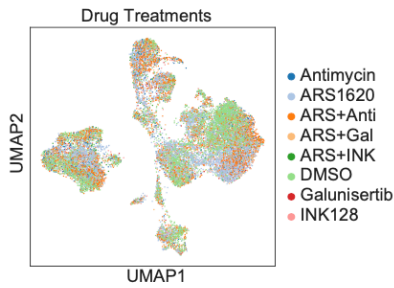 Drug Treatments
UMAP2
Antimycin
ARS1620
ARS+Anti
ARS+Gal
ARS+INK
DMSO
Galunisertib
INK128
UMAP1